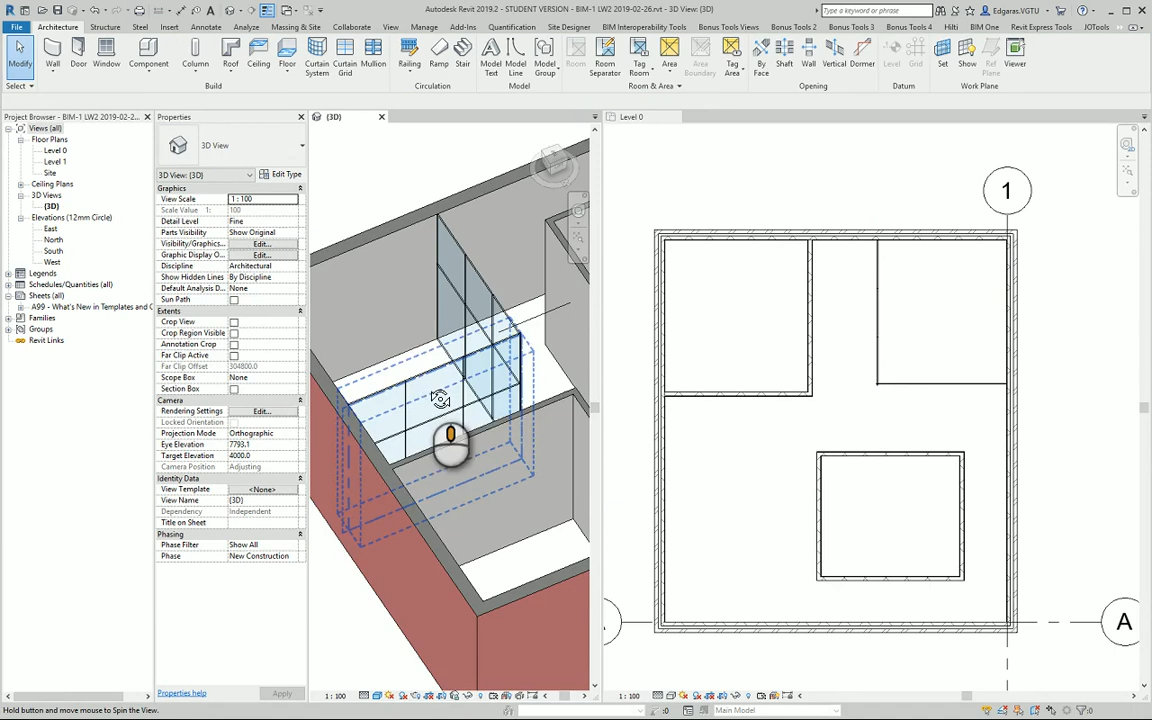 Autodesk Revit 2019.2 - STUDENT VERSION - BIM-1 LW2 2019-02-26.rvt - 3D View: {3D}
Type a keyword or phrase
Edgaras.VGTU
File Architecture Structure Steel Systems Insert Annotate Analyze Massing & Site Collaborate View Manage Add-Ins Quantification Site Designer BIM Interoperability Tools Bonus Tools 3 Bonus Tools 2 Hilti BIM One Revit Express Tools JOTools
Modify Wall Door Window Component Column Roof Ceiling Floor Curtain System Curtain Grid Mullion Railing Ramp Stair Model Text Model Line Model Group Room Room Separator Tag Room Area Area Boundary Tag Area By Face Shaft Wall Vertical Dormer Level Grid Set Show Ref Plane Viewer
Select Build Circulation Model Room & Area Opening Datum Work Plane
Project Browser - BIM-1 LW2 2019-02-2...
Views (all)
Floor Plans
Level 0
Level 1
Site
Ceiling Plans
3D Views
{3D}
Elevations (12mm Circle)
East
North
South
West
Legends
Schedules/Quantities (all)
Sheets (all)
A99 - What's New in Templates and C
Families
Groups
Revit Links
Properties
3D View
3D View: {3D} Edit Type
Graphics
View Scale 1 : 100
Scale Value 1: 100
Detail Level Fine
Parts Visibility Show Original
Visibility/Graphics... Edit...
Graphic Display O... Edit...
Discipline Architectural
Show Hidden Lines By Discipline
Default Analysis D... None
Sun Path
Extents
Crop View
Crop Region Visible
Annotation Crop
Far Clip Active
Far Clip Offset 304800.0
Scope Box None
Section Box
Camera
Rendering Settings Edit...
Locked Orientation
Projection Mode Orthographic
Eye Elevation 7793.1
Target Elevation 4000.0
Camera Position Adjusting
Identity Data
View Template <None>
View Name {3D}
Dependency Independent
Title on Sheet
Phasing
Phase Filter Show All
Phase New Construction
Properties help Apply
{3D}
1 : 100
Level 0
1
A
1 : 100
Hold button and move mouse to Spin the View.
:0
Main Model
:0